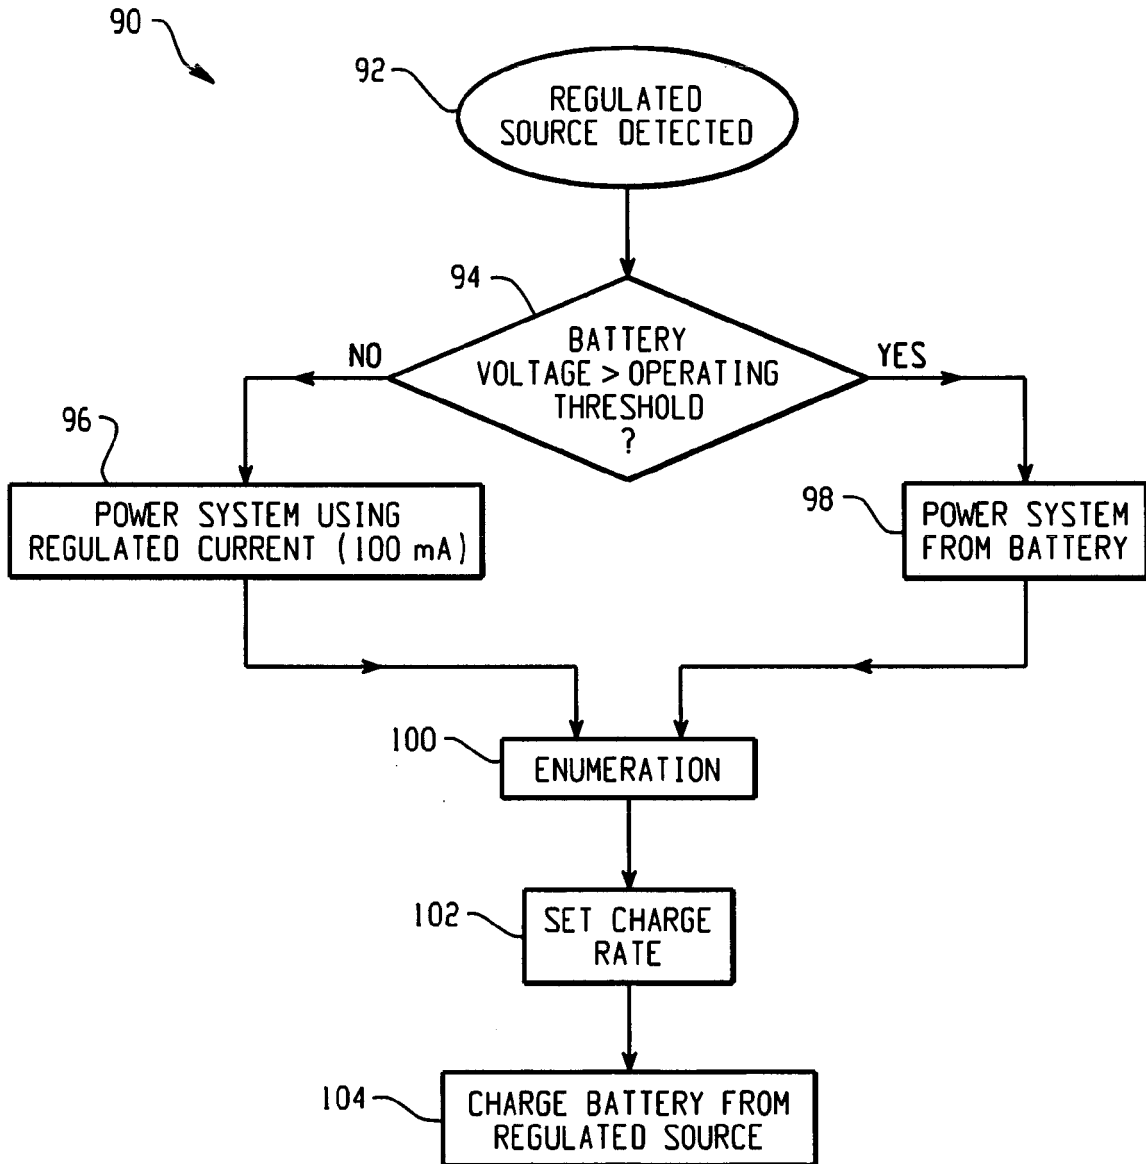 90
92
REGULATED
SOURCE DETECTED
94
BATTERY
VOLTAGE > OPERATING
THRESHOLD
?
NO
YES
96
POWER SYSTEM USING
REGULATED CURRENT (100 mA)
98
POWER SYSTEM
FROM BATTERY
100
ENUMERATION
102
SET CHARGE
RATE
104
CHARGE BATTERY FROM
REGULATED SOURCE